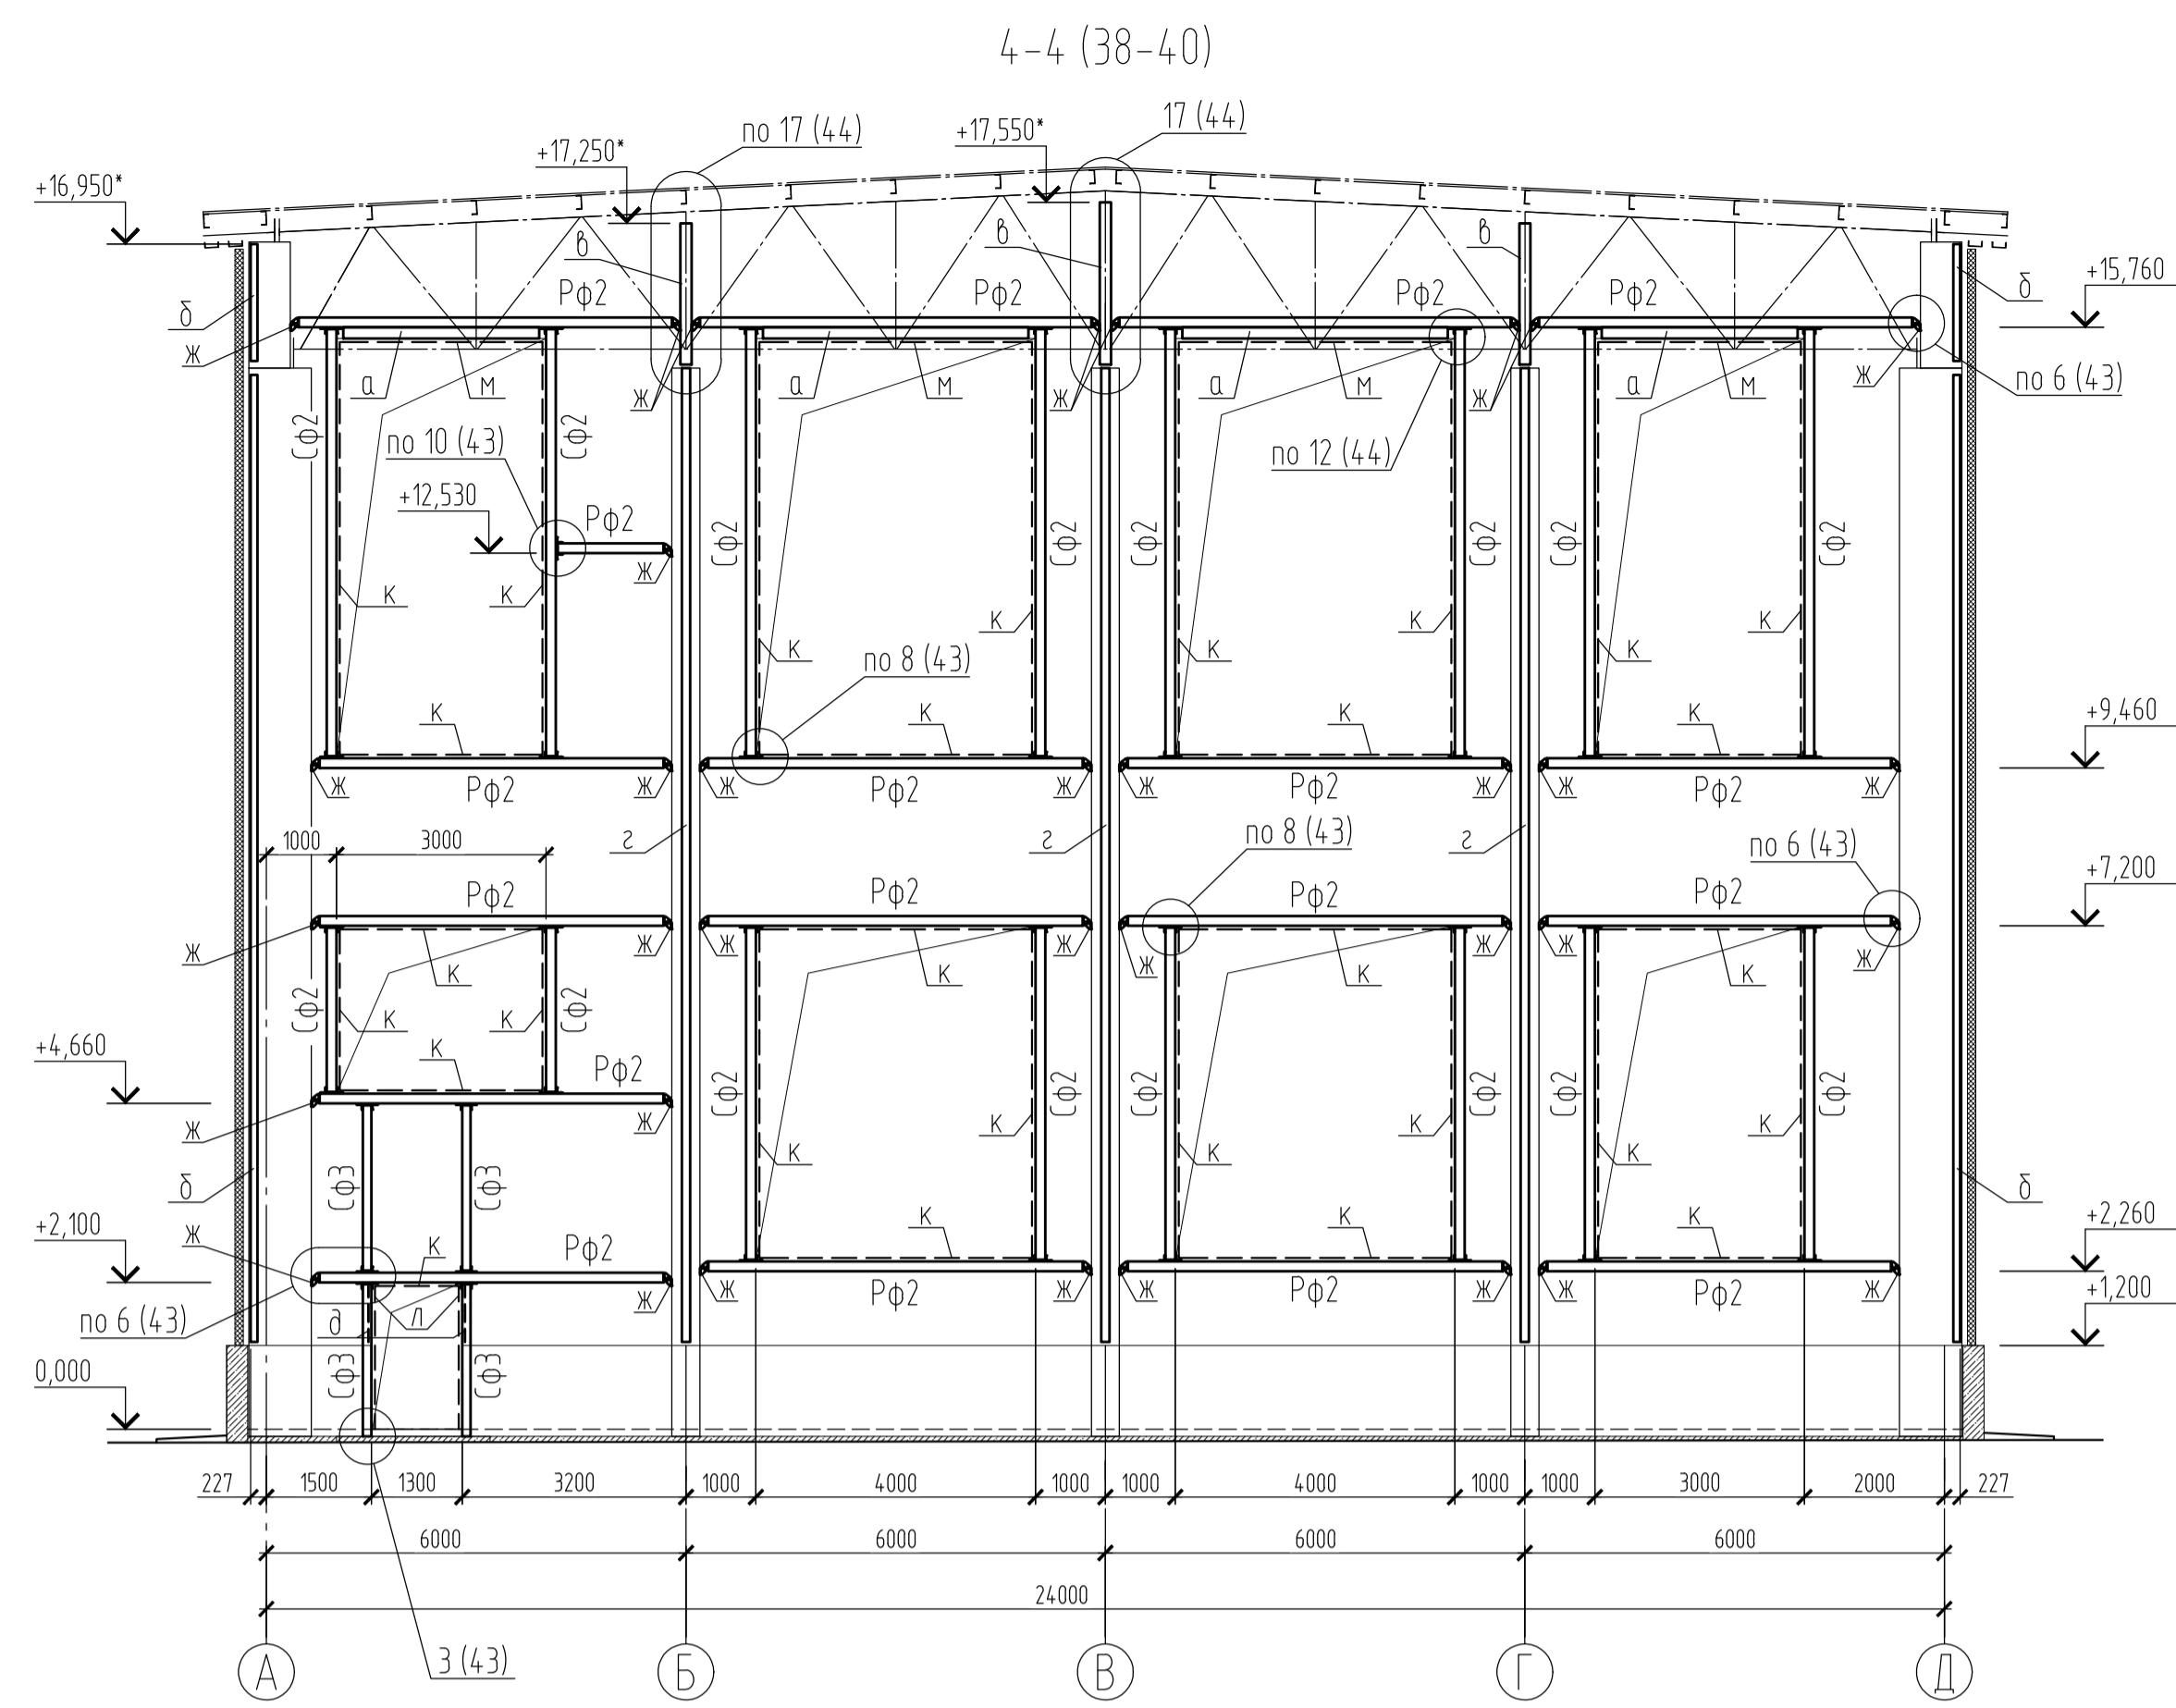 4-4 (38-40)
по 17 (44)
17 (44)
+17,250*
+17,550*
+16,950*
в
в
в
+15,760
Рф2
Рф2
Рф2
Рф2
б
б
ж
ж
ж
ж
ж
а
м
а
м
а
м
а
м
по 6 (43)
Сф2
Сф2
по 10 (43)
по 12 (44)
+12,530
Рф2
ж
Сф2
Сф2
Сф2
Сф2
Сф2
Сф2
к
к
к
к
к
к
к
к
по 8 (43)
к
к
к
к
+9,460
ж
Рф2
ж
ж
Рф2
ж
ж
Рф2
ж
ж
Рф2
ж
1000
3000
г
г
по 8 (43)
г
по 6 (43)
+7,200
Рф2
Рф2
Рф2
Рф2
ж
ж
ж
ж
ж
ж
ж
ж
к
к
к
к
Сф2
Сф2
к
к
+4,660
к
Рф2
Сф2
Сф2
Сф2
Сф2
Сф2
Сф2
ж
ж
к
к
к
к
к
к
б
Сф3
Сф3
б
+2,100
ж
к
Рф2
к
к
к
+2,260
ж
ж
Рф2
ж
ж
Рф2
ж
ж
Рф2
ж
+1,200
по 6 (43)
д
л
0,000
Сф3
Сф3
227
1500
1300
3200
1000
4000
1000
1000
4000
1000
1000
3000
2000
227
6000
6000
6000
6000
24000
3 (43)
А
Б
В
Г
Д